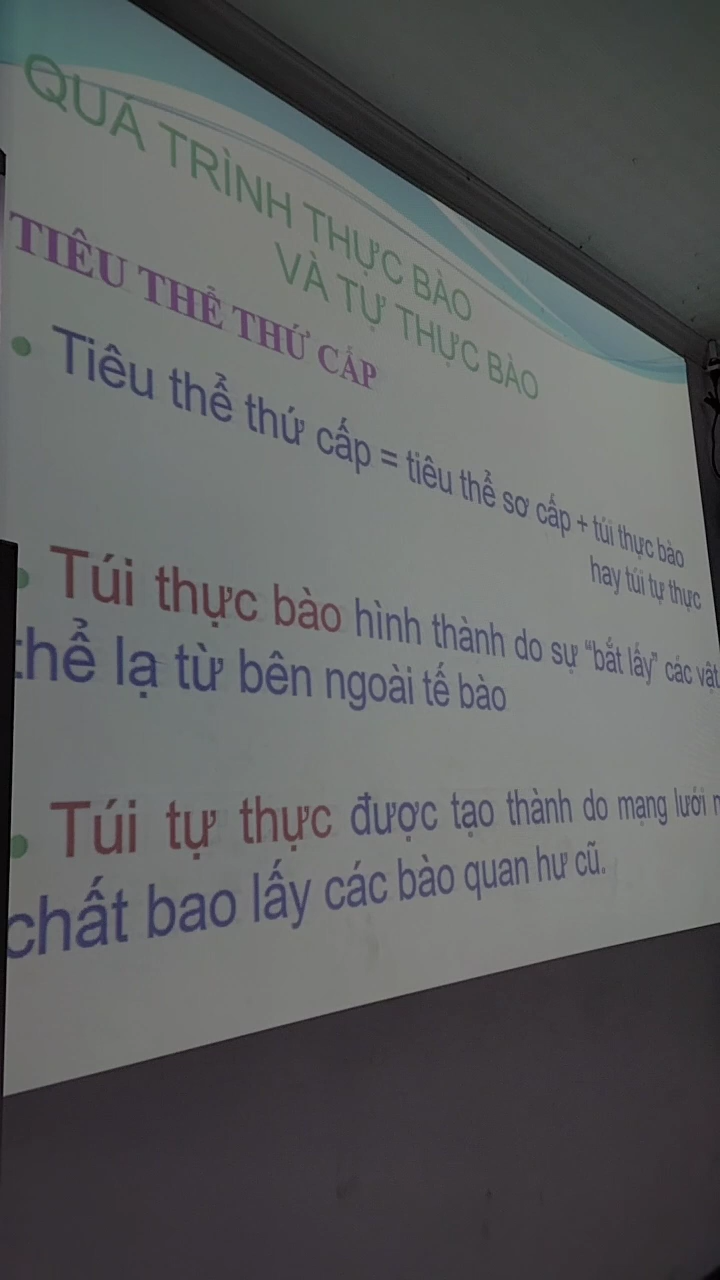 QUÁ TRÌNH THỰC BÀO
VÀ TỰ THỰC BÀO
TIÊU THỂ THỨ CẤP
• Tiêu thể thứ cấp = tiêu thể sơ cấp + túi thực bào
hay túi tự thực
• Túi thực bào hình thành do sự “bắt lấy” các vật
thể lạ từ bên ngoài tế bào
• Túi tự thực được tạo thành do mạng lưới
chất bao lấy các bào quan hư cũ.